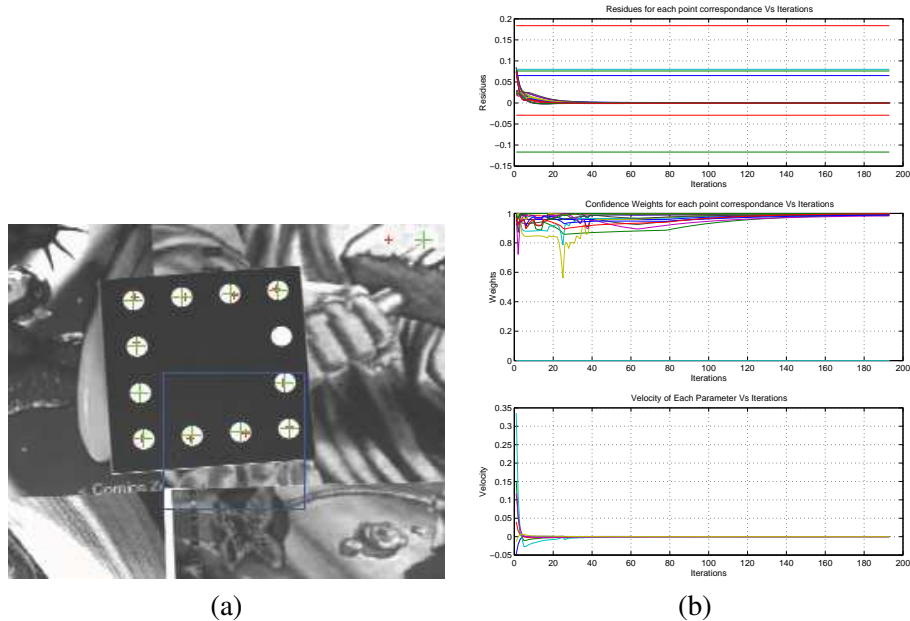 Residues for each point correspondance Vs Iterations
0.2
0.15
0.1
0.05
0
−0.05
−0.1
−0.15
Residues
0 20 40 60 80 100 120 140 160 180 200
Iterations
Confidence Weights for each point correspondance Vs Iterations
1
0.8
0.6
0.4
0.2
0
Weights
0 20 40 60 80 100 120 140 160 180 200
Iterations
Velocity of Each Parameter Vs Iterations
0.35
0.3
0.25
0.2
0.15
0.1
0.05
0
−0.05
Velocity
0 20 40 60 80 100 120 140 160 180 200
Iterations
Comics
(a)
(b)